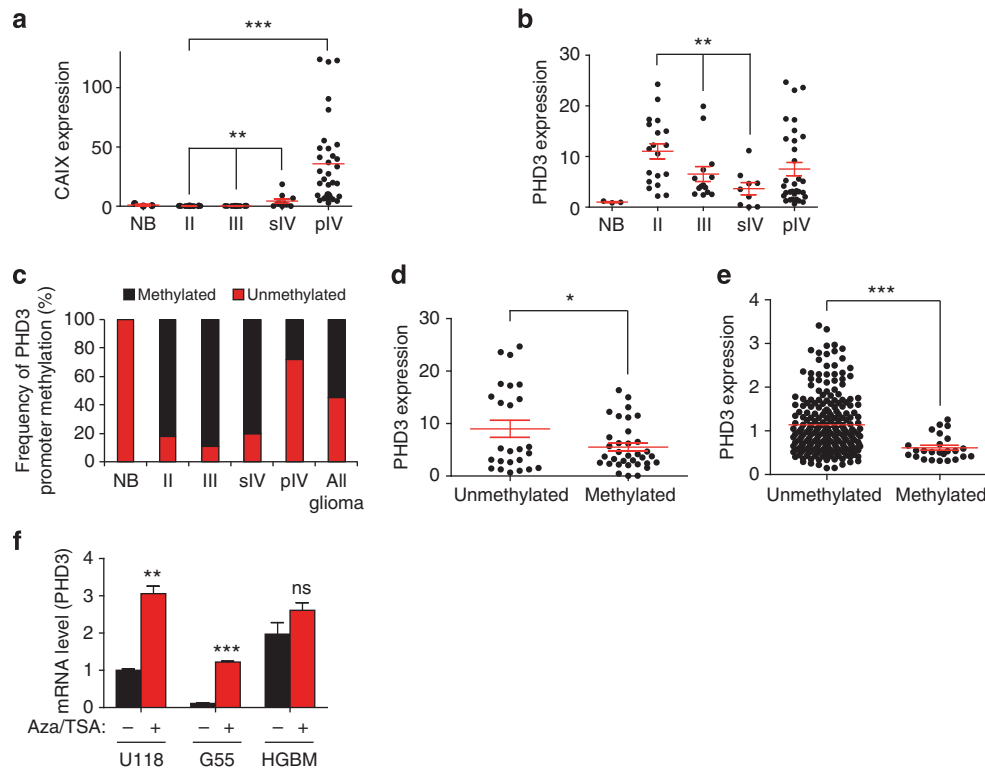 a
***
CAIX expression
100
50
0
**
NB II III sIV pIV
b
**
PHD3 expression
30
20
10
0
NB II III sIV pIV
c
Methylated Unmethylated
Frequency of PHD3
promoter methylation (%)
100
80
60
40
20
0
NB II III sIV pIV All
glioma
d
*
PHD3 expression
30
20
10
0
Unmethylated Methylated
e
***
PHD3 expression
4
3
2
1
0
Unmethylated Methylated
f
mRNA level (PHD3)
4
3
2
1
0
**
***
ns
Aza/TSA: – + – + – +
U118 G55 HGBM